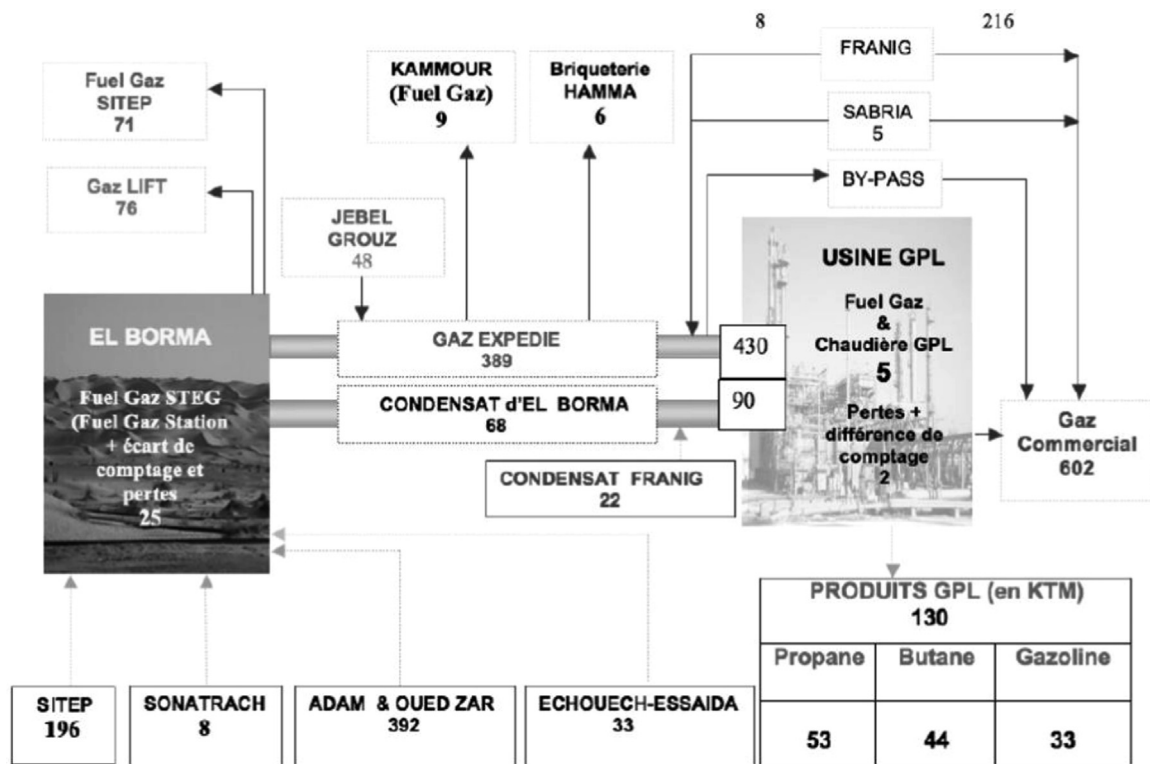 8
216
FRANIG
SABRIA
5
BY-PASS
Fuel Gaz
SITEP
71
Gaz LIFT
76
KAMMOUR
(Fuel Gaz)
9
Briqueterie
HAMMA
6
JEBEL
GROUZ
48
EL BORMA
Fuel Gaz STEG
(Fuel Gaz Station
+ écart de
comptage et
pertes
25
GAZ EXPEDIE
389
430
CONDENSAT d'EL BORMA
68
90
CONDENSAT FRANIG
22
USINE GPL
Fuel Gaz
&
Chaudière GPL
5
Pertes +
différence de
comptage
2
Gaz
Commercial
602
SITEP
196
SONATRACH
8
ADAM & OUED ZAR
392
ECHOUECH-ESSAIDA
33
PRODUITS GPL (en KTM)
130
Propane
Butane
Gazoline
53
44
33